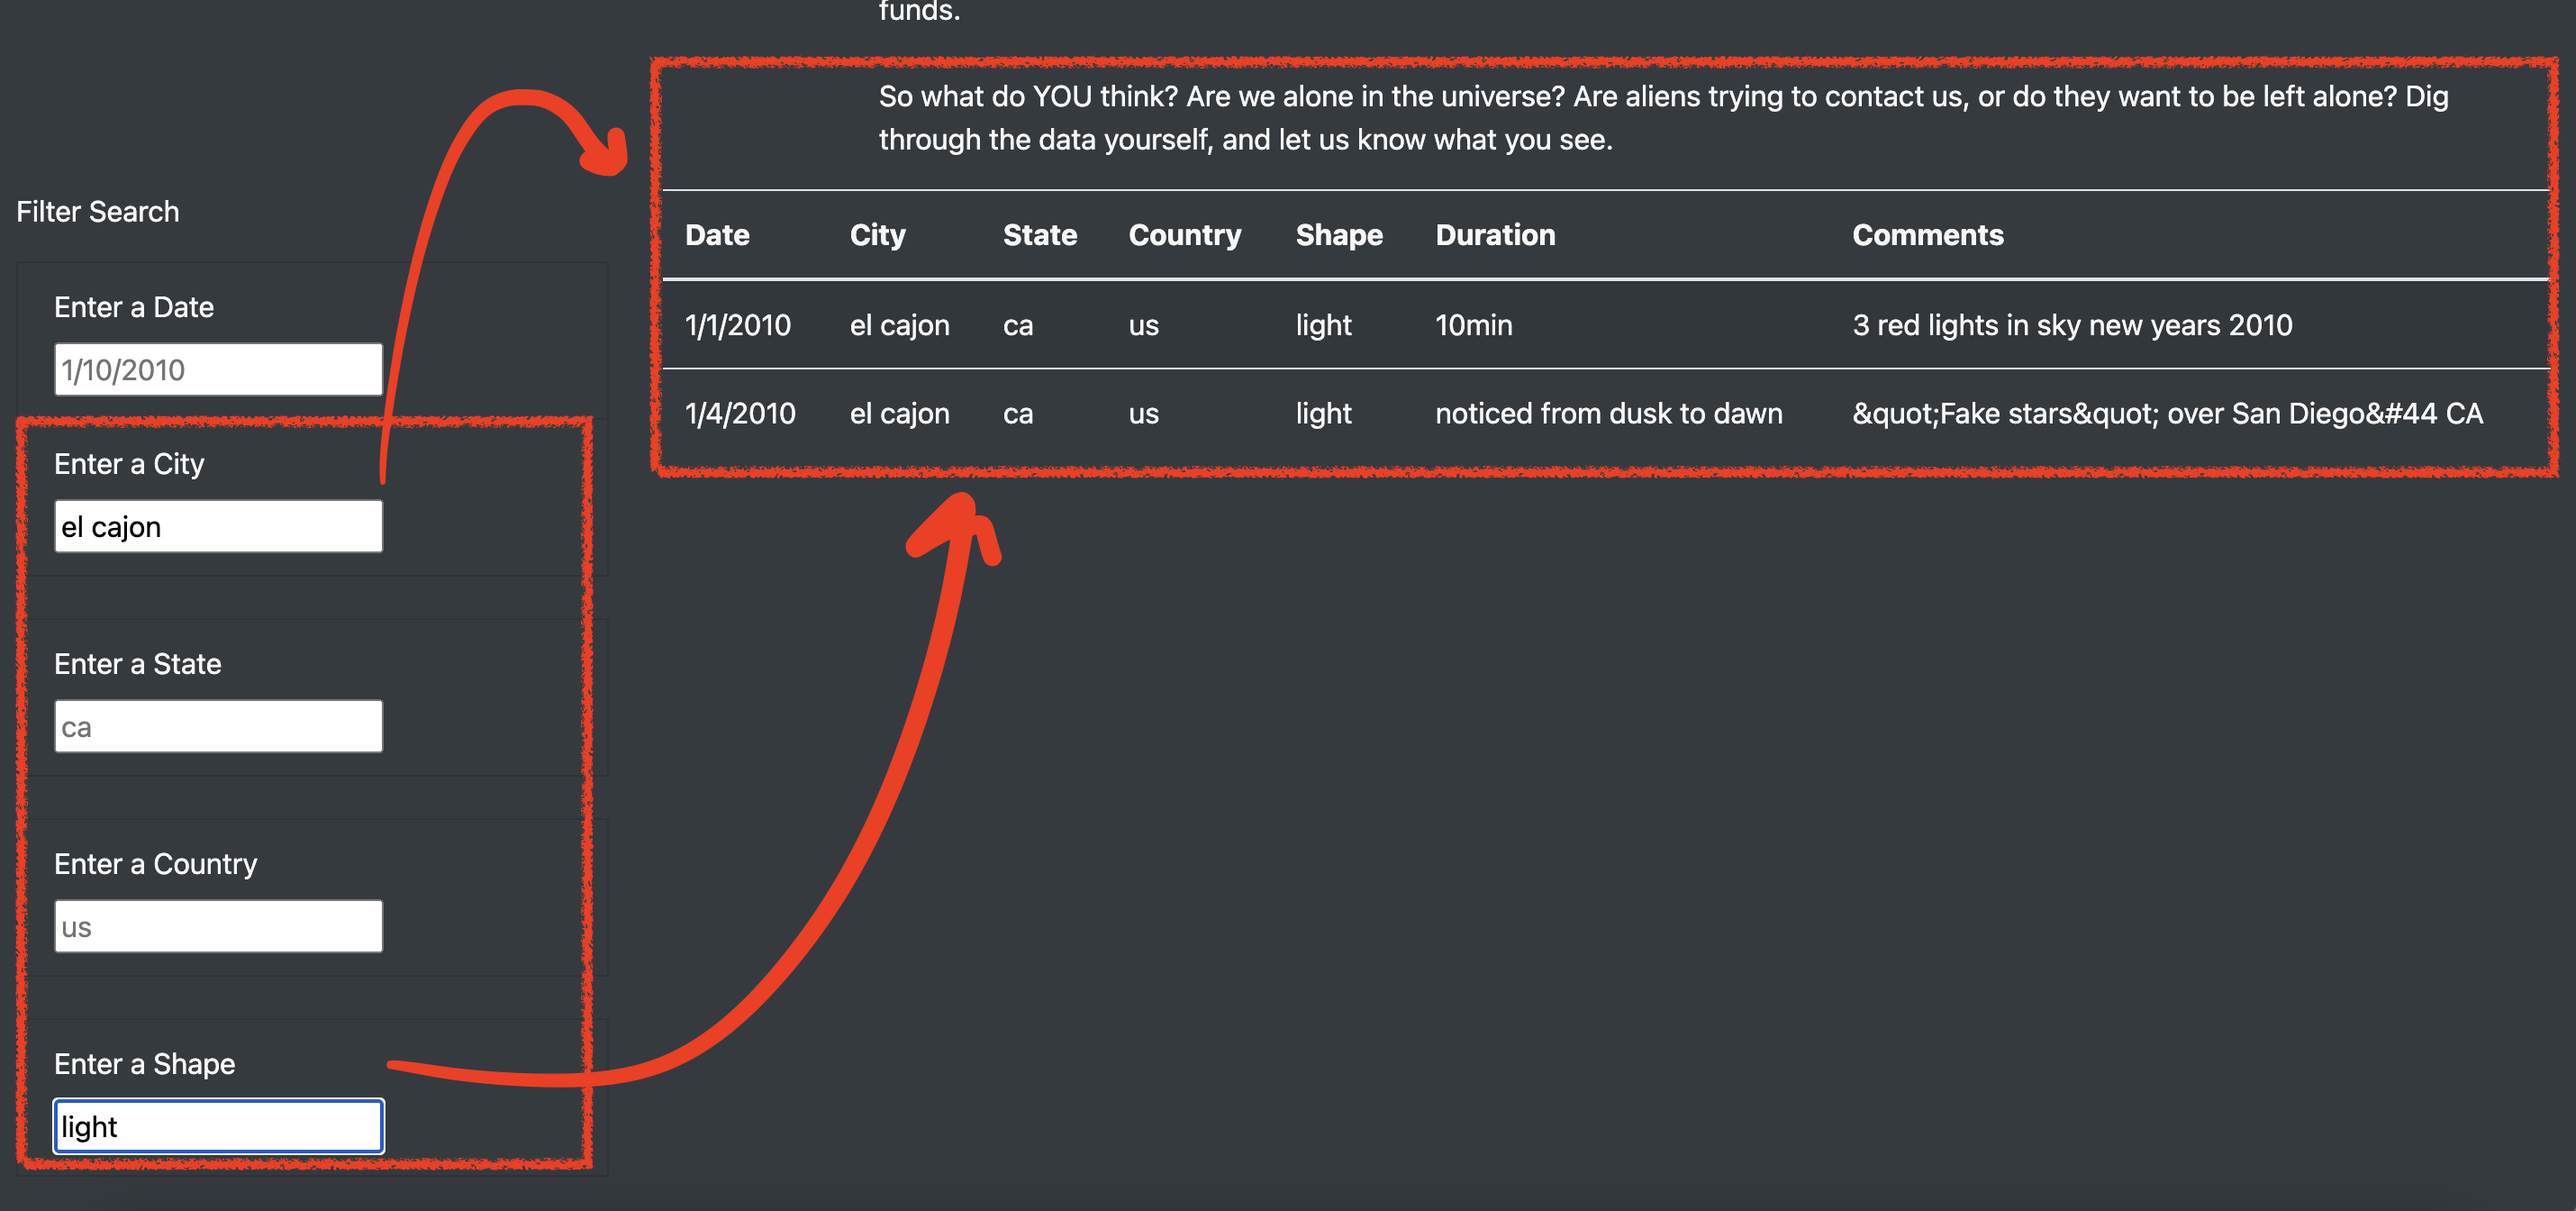 funds.
So what do YOU think? Are we alone in the universe? Are aliens trying to contact us, or do they want to be left alone? Dig
through the data yourself, and let us know what you see.
Filter Search
Enter a Date
1/10/2010
Enter a City
el cajon
Enter a State
ca
Enter a Country
us
Enter a Shape
light
Date City State Country Shape Duration Comments
1/1/2010 el cajon ca us light 10min 3 red lights in sky new years 2010
1/4/2010 el cajon ca us light noticed from dusk to dawn &quot;Fake stars&quot; over San Diego&#44 CA